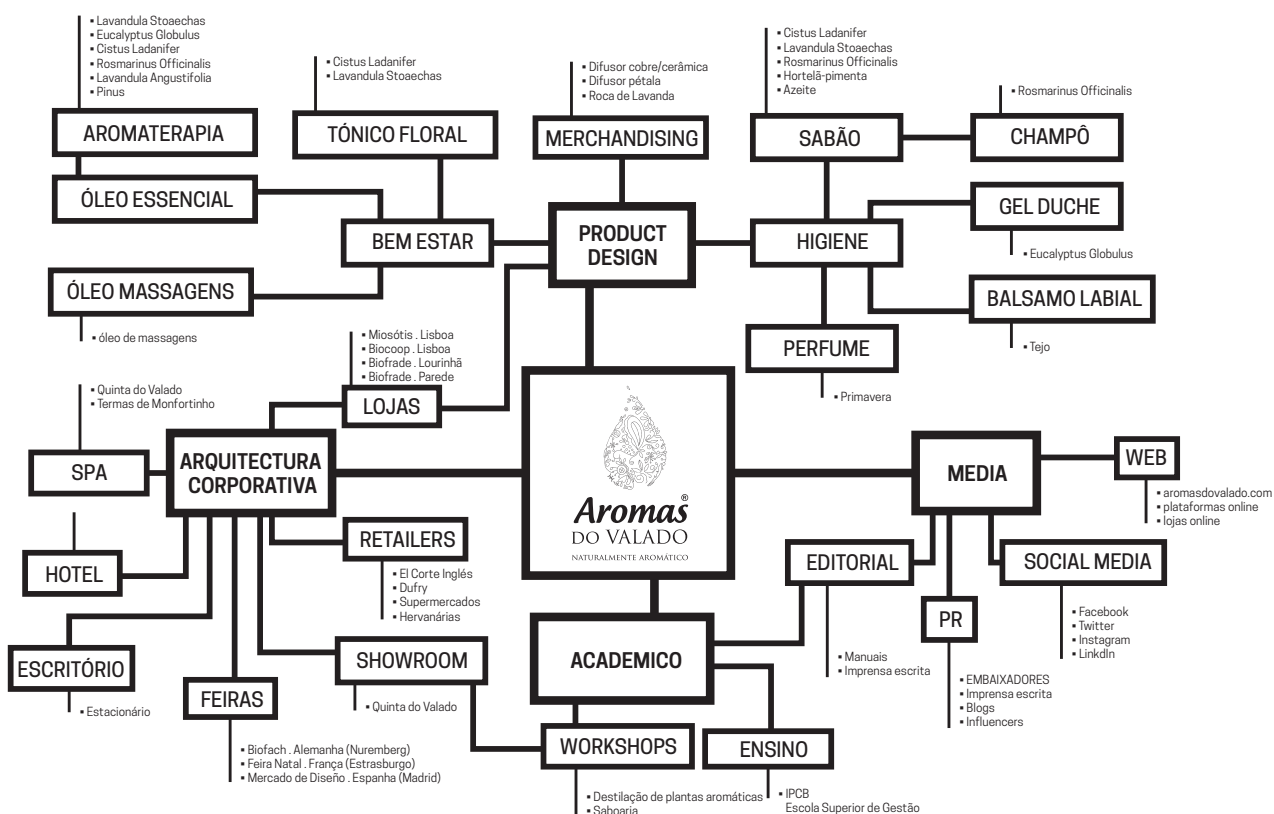 ▪ Lavandula Stoaechas
▪ Eucalyptus Globulus
▪ Cistus Ladanifer
▪ Rosmarinus Officinalis
▪ Lavandula Angustifolia
▪ Pinus
AROMATERAPIA
ÓLEO ESSENCIAL
▪ Cistus Ladanifer
▪ Lavandula Stoaechas
TÓNICO FLORAL
▪ Difusor cobre/cerâmica
▪ Difusor pétala
▪ Roca de Lavanda
MERCHANDISING
▪ Cistus Ladanifer
▪ Lavandula Stoaechas
▪ Rosmarinus Officinalis
▪ Hortelã-pimenta
▪ Azeite
SABÃO
▪ Rosmarinus Officinalis
CHAMPÔ
BEM ESTAR
PRODUCT
DESIGN
HIGIENE
GEL DUCHE
▪ Eucalyptus Globulus
ÓLEO MASSAGENS
▪ óleo de massagens
BALSAMO LABIAL
▪ Tejo
PERFUME
▪ Primavera
▪ Miosótis . Lisboa
▪ Biocoop . Lisboa
▪ Biofrade . Lourinhã
▪ Biofrade . Parede
LOJAS
▪ Quinta do Valado
▪ Termas de Monfortinho
SPA
ARQUITECTURA
CORPORATIVA
Aromas®
DO VALADO
NATURALMENTE AROMÁTICO
MEDIA
WEB
▪ aromasdovalado.com
▪ plataformas online
▪ lojas online
HOTEL
RETAILERS
▪ El Corte Inglés
▪ Dufry
▪ Supermercados
▪ Hervanárias
EDITORIAL
▪ Manuais
▪ Imprensa escrita
SOCIAL MEDIA
▪ Facebook
▪ Twitter
▪ Instagram
▪ LinkdIn
PR
▪ EMBAIXADORES
▪ Imprensa escrita
▪ Blogs
▪ Influencers
ESCRITÓRIO
▪ Estacionário
FEIRAS
▪ Biofach . Alemanha (Nuremberg)
▪ Feira Natal . França (Estrasburgo)
▪ Mercado de Diseño . Espanha (Madrid)
SHOWROOM
▪ Quinta do Valado
ACADEMICO
WORKSHOPS
▪ Destilação de plantas aromáticas
▪ Saboaria
ENSINO
▪ IPCB
Escola Superior de Gestão